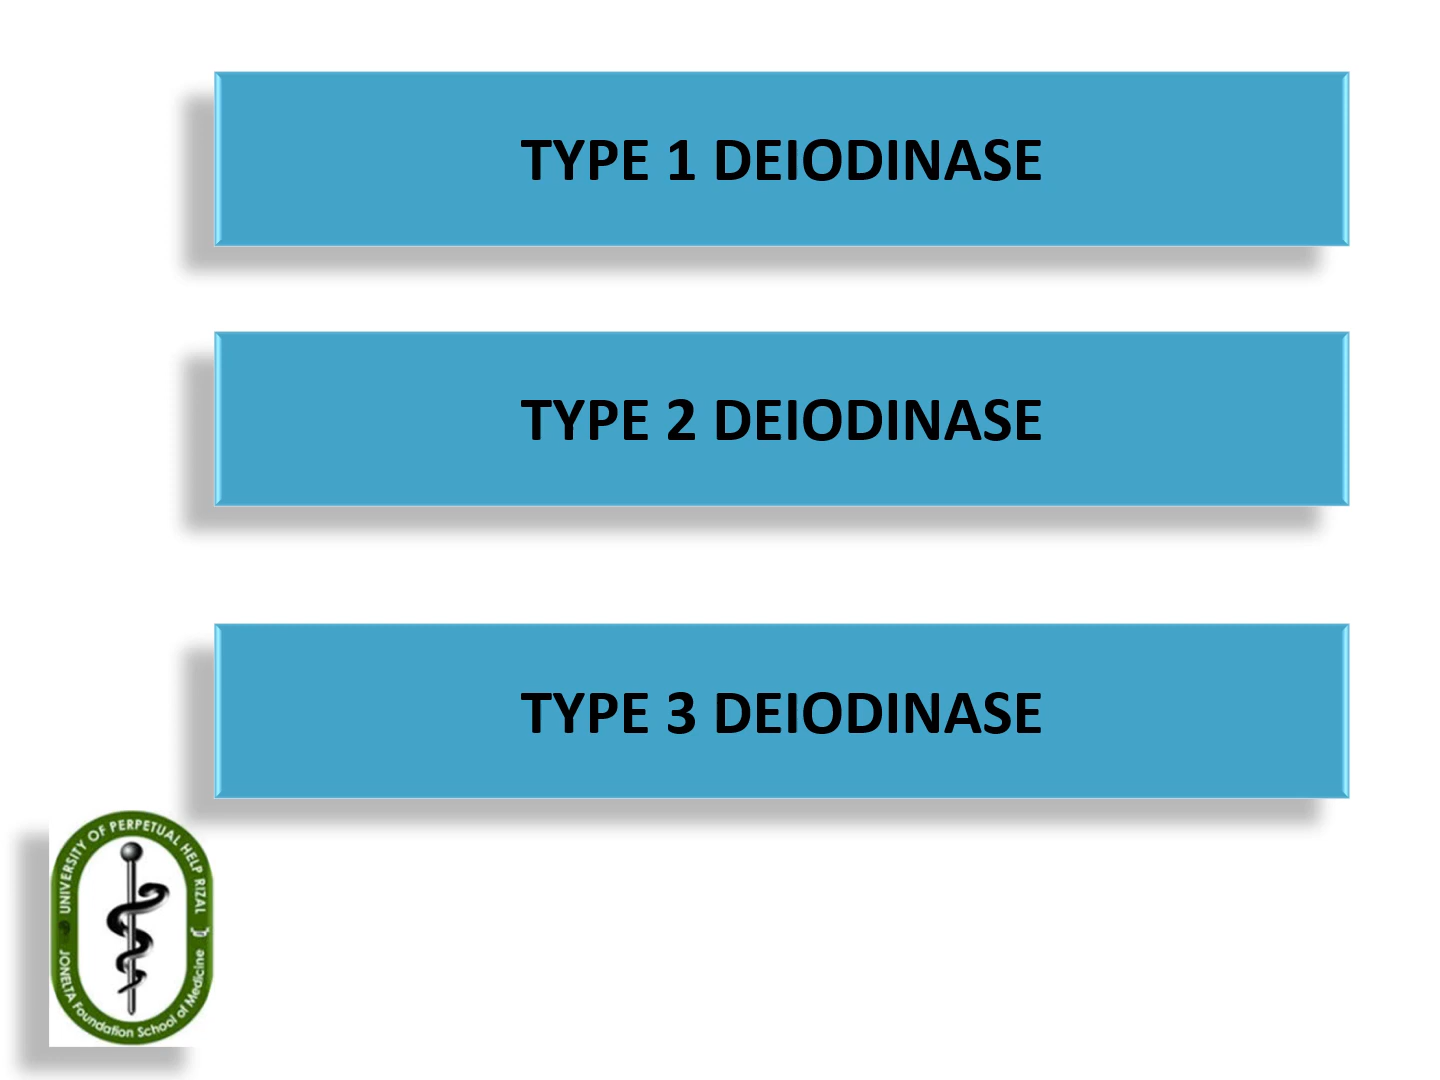 TYPE 1 DEIODINASE
TYPE 2 DEIODINASE
TYPE 3 DEIODINASE
UNIVERSITY OF PERPETUAL HELP RIZAL
JONELTA Foundation School of Medicine